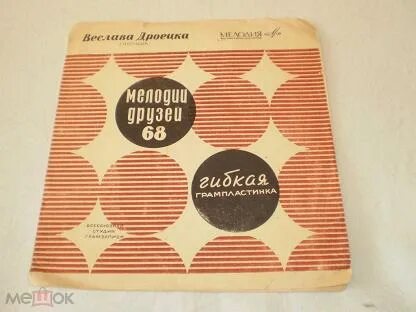 Веслава Дроецка
МЕЛОДИЯ
мелодии
друзей
68
гибкая
ГРАМПЛАСТИНКА
ВСЕСОЮЗНАЯ
СТУДИЯ
ГРАМЗАПИСИ
мешок